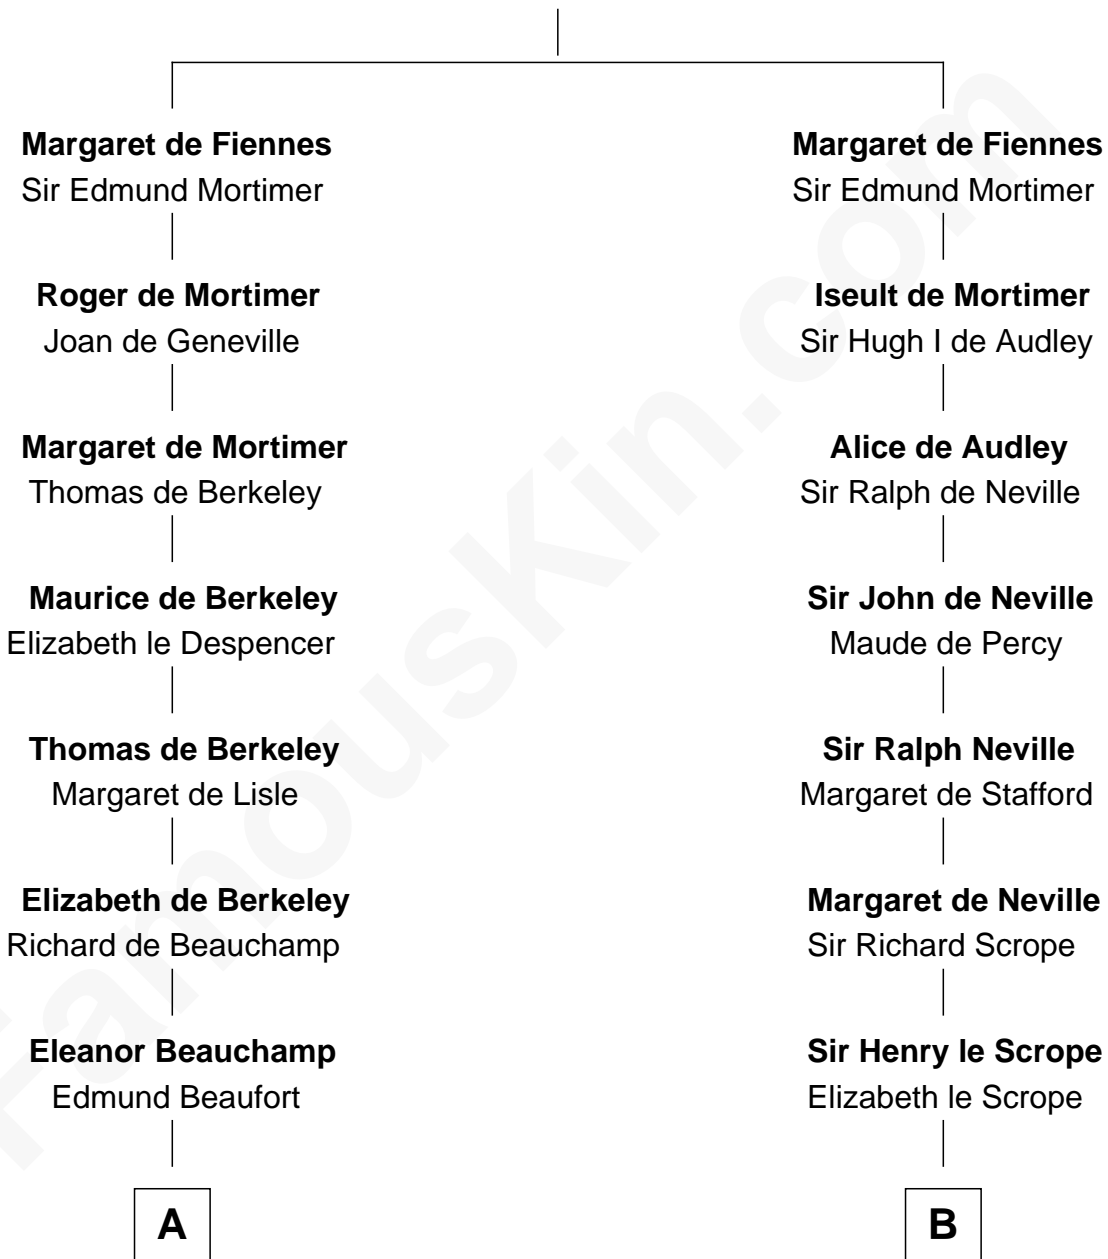 Margaret de Fiennes
Sir Edmund Mortimer
Roger de Mortimer
Joan de Geneville
Margaret de Mortimer
Thomas de Berkeley
Maurice de Berkeley
Elizabeth le Despencer
Thomas de Berkeley
Margaret de Lisle
Elizabeth de Berkeley
Richard de Beauchamp
Eleanor Beauchamp
Edmund Beaufort
A
Margaret de Fiennes
Sir Edmund Mortimer
Iseult de Mortimer
Sir Hugh I de Audley
Alice de Audley
Sir Ralph de Neville
Sir John de Neville
Maude de Percy
Sir Ralph Neville
Margaret de Stafford
Margaret de Neville
Sir Richard Scrope
Sir Henry le Scrope
Elizabeth le Scrope
B
FamousKin.com